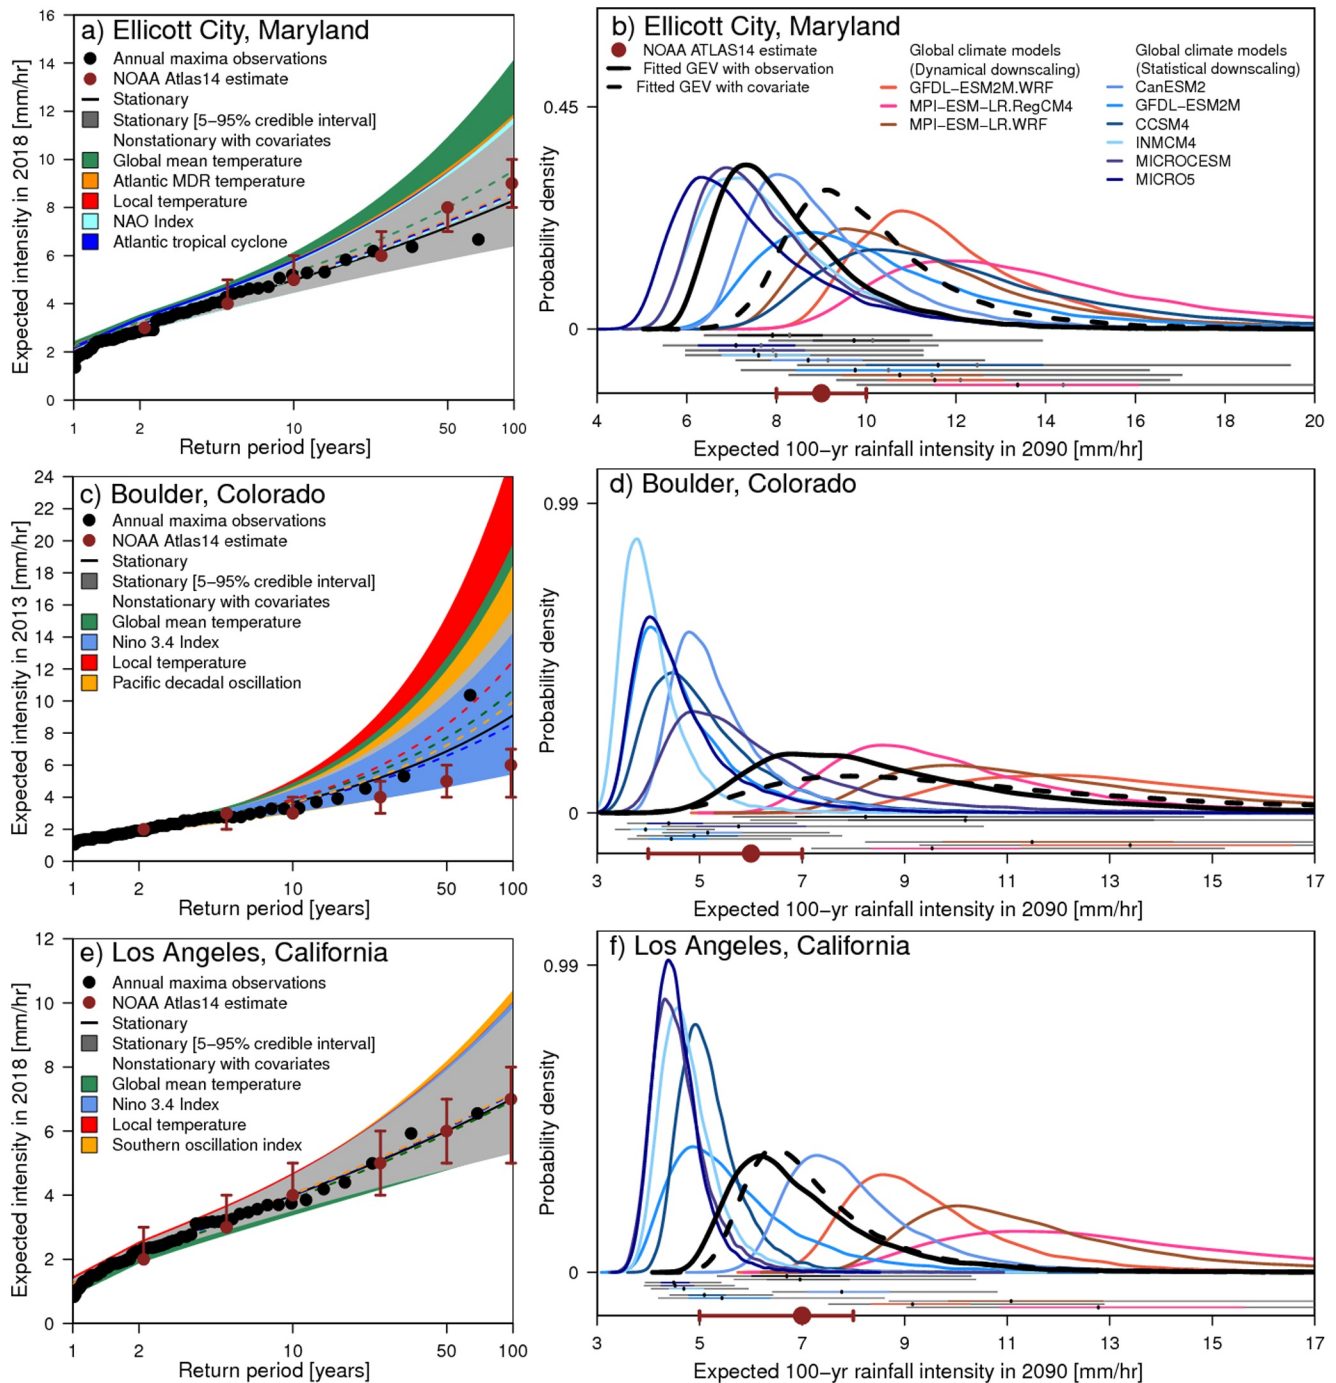 a) Ellicott City, Maryland
Annual maxima observations
NOAA Atlas14 estimate
Stationary
Stationary [5−95% credible interval]
Nonstationary with covariates
Global mean temperature
Atlantic MDR temperature
Local temperature
NAO Index
Atlantic tropical cyclone
Expected intensity in 2018 [mm/hr]
16
14
12
10
8
6
4
2
0
1 2 10 50 100
Return period [years]
b) Ellicott City, Maryland
NOAA ATLAS14 estimate
Fitted GEV with observation
Fitted GEV with covariate
Global climate models
(Dynamical downscaling)
GFDL−ESM2M.WRF
MPI−ESM−LR.RegCM4
MPI−ESM−LR.WRF
Global climate models
(Statistical downscaling)
CanESM2
GFDL−ESM2M
CCSM4
INMCM4
MICROCESM
MICRO5
Probability density
0.45
0
4 6 8 10 12 14 16 18 20
Expected 100−yr rainfall intensity in 2090 [mm/hr]
c) Boulder, Colorado
Annual maxima observations
NOAA Atlas14 estimate
Stationary
Stationary [5−95% credible interval]
Nonstationary with covariates
Global mean temperature
Nino 3.4 Index
Local temperature
Pacific decadal oscillation
Expected intensity in 2013 [mm/hr]
24
22
20
18
16
14
12
10
8
6
4
2
0
1 2 10 50 100
Return period [years]
d) Boulder, Colorado
Probability density
0.99
0
3 5 7 9 11 13 15 17
Expected 100−yr rainfall intensity in 2090 [mm/hr]
e) Los Angeles, California
Annual maxima observations
NOAA Atlas14 estimate
Stationary
Stationary [5−95% credible interval]
Nonstationary with covariates
Global mean temperature
Nino 3.4 Index
Local temperature
Southern oscillation index
Expected intensity in 2018 [mm/hr]
12
10
8
6
4
2
0
1 2 10 50 100
Return period [years]
f) Los Angeles, California
Probability density
0.99
0
3 5 7 9 11 13 15 17
Expected 100−yr rainfall intensity in 2090 [mm/hr]